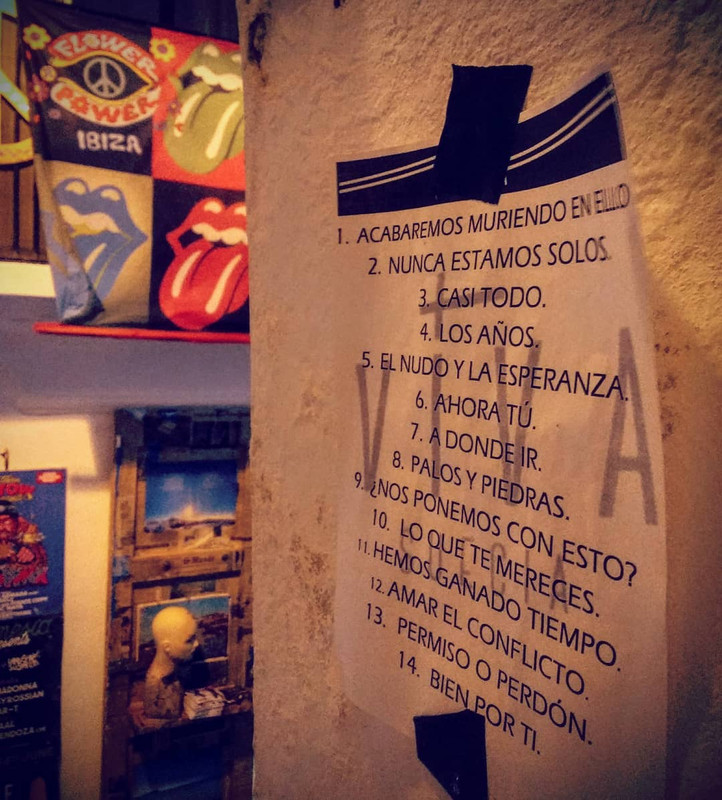 FLOWER
POWER
IBIZA
1. ACABAREMOS MURIENDO EN ELLO
2. NUNCA ESTAMOS SOLOS.
3. CASI TODO.
4. LOS AÑOS.
5. EL NUDO Y LA ESPERANZA.
6. AHORA TÚ.
7. A DONDE IR.
8. PALOS Y PIEDRAS.
9. ¿NOS PONEMOS CON ESTO?
10. LO QUE TE MERECES.
11. HEMOS GANADO TIEMPO.
12. AMAR EL CONFLICTO.
13. PERMISO O PERDÓN.
14. BIEN POR TI.
VIVA
SUECIA